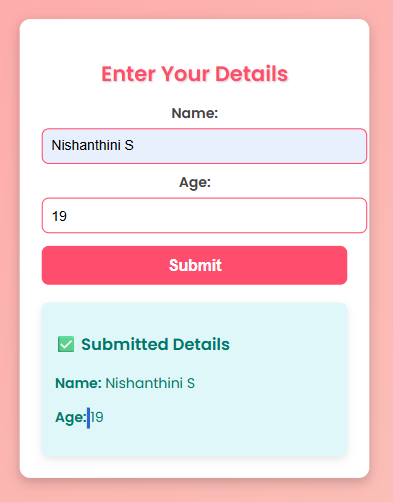 Enter Your Details
Name:
Nishanthini S
Age:
19
Submit
✅ Submitted Details
Name: Nishanthini S
Age: 19